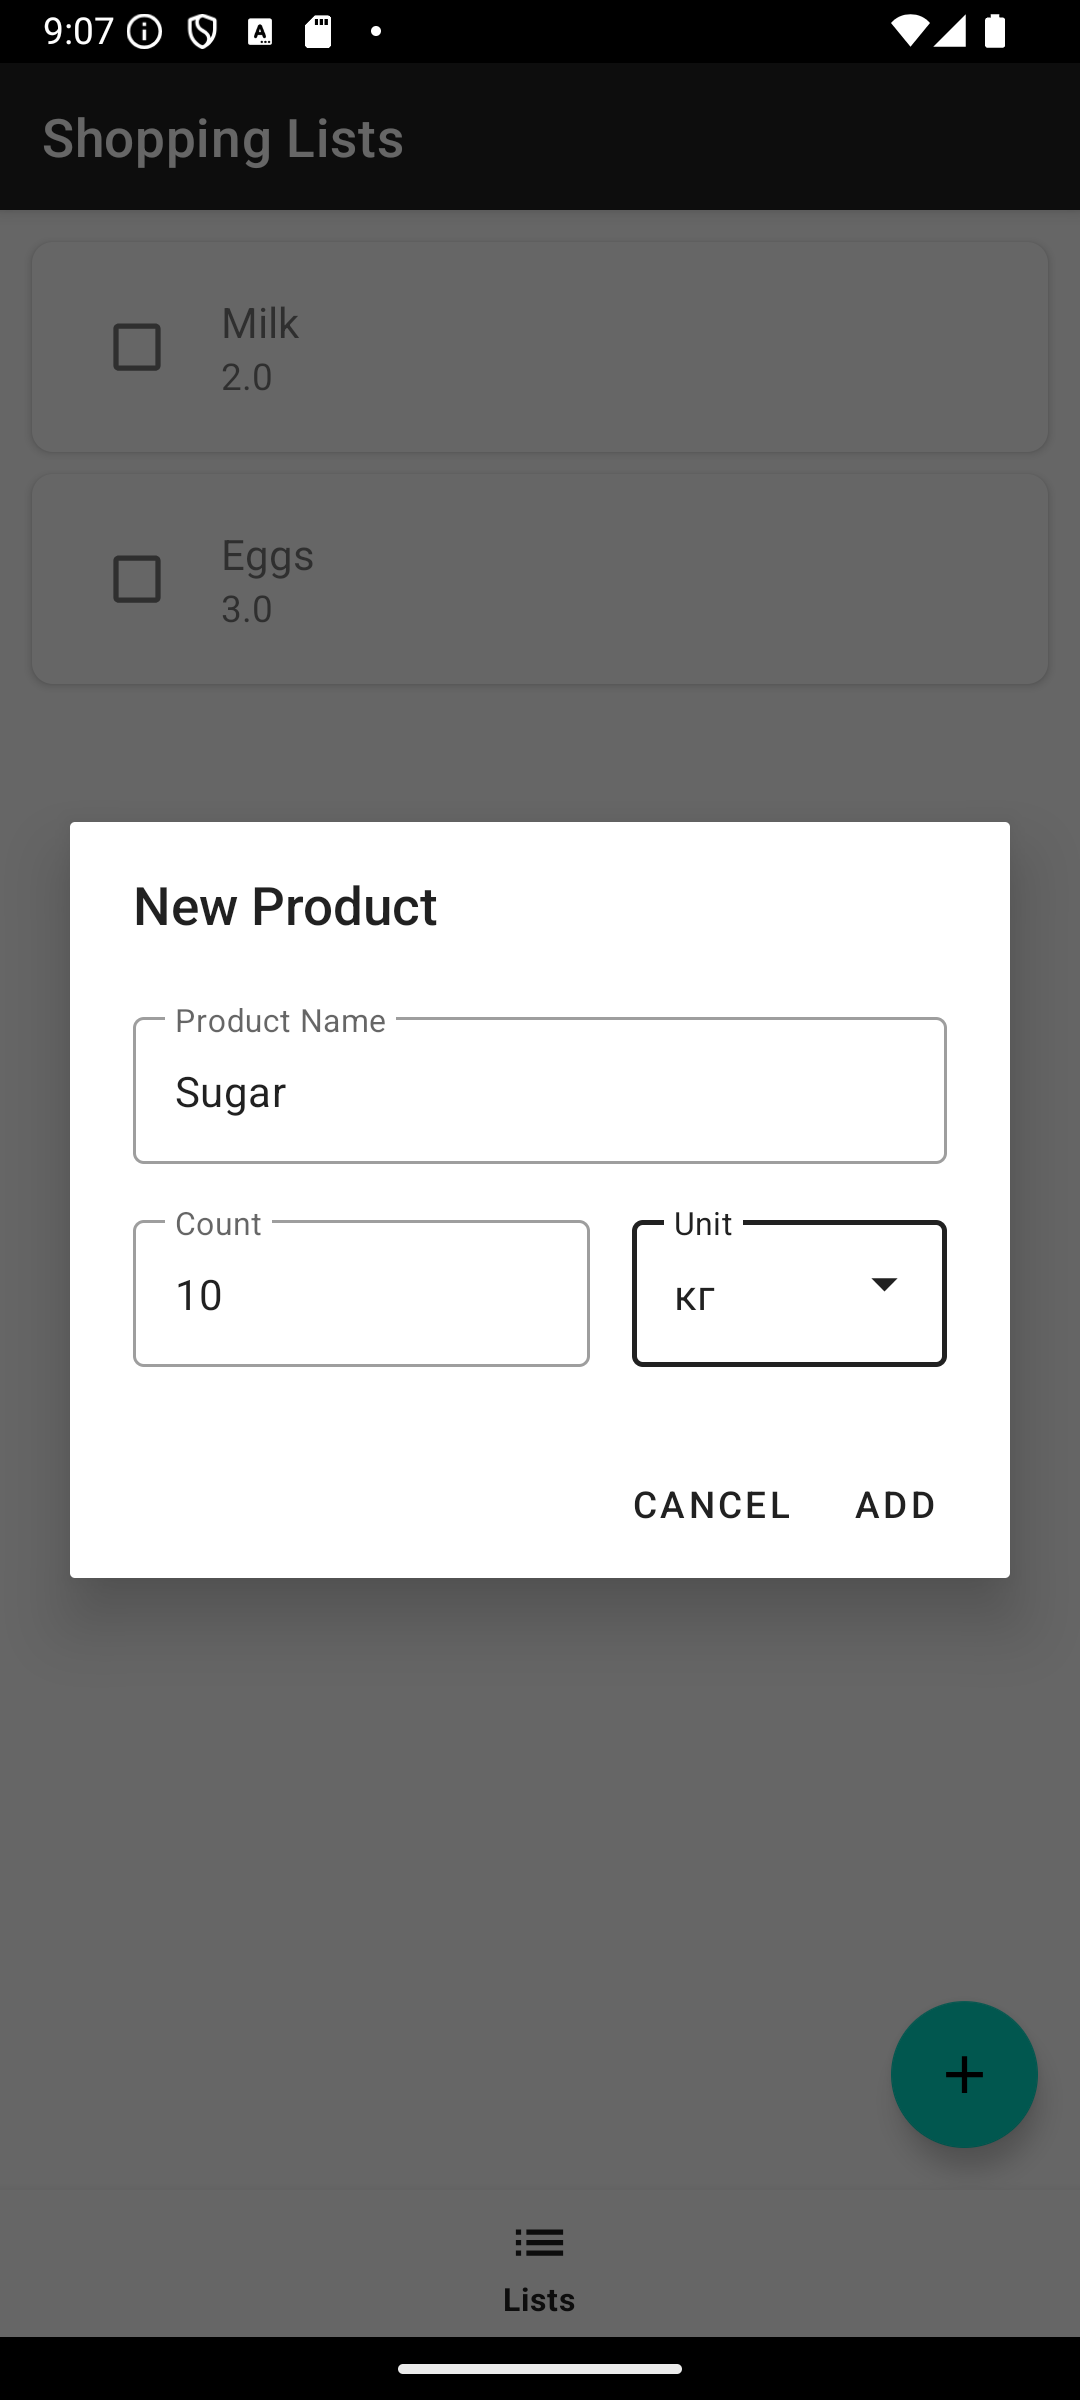 9:07
Shopping Lists
Milk
2.0
Eggs
3.0
New Product
Product Name
Sugar
Count
Unit
10
кг
CANCEL
ADD
Lists